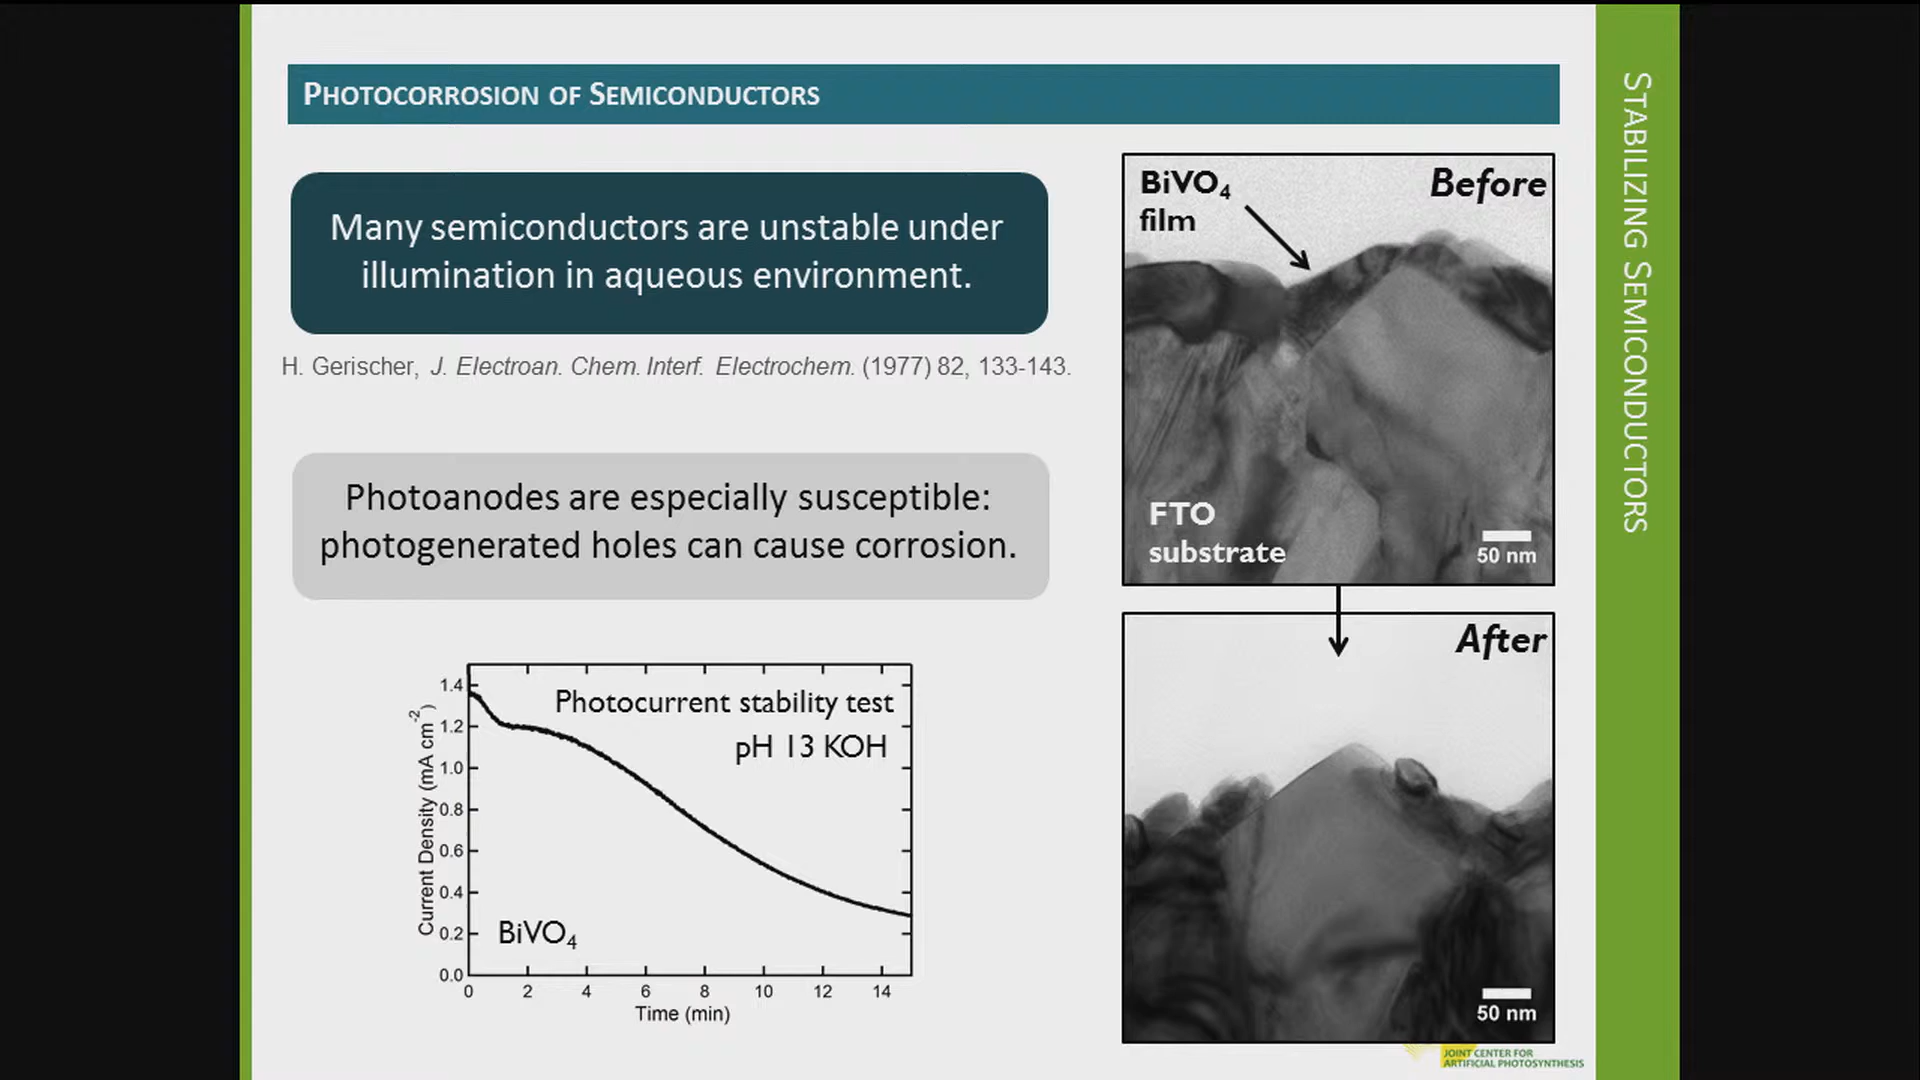 PHOTOCORROSION OF SEMICONDUCTORS
Many semiconductors are unstable under
illumination in aqueous environment.
H. Gerischer, J. Electroan. Chem. Interf. Electrochem. (1977) 82, 133-143.
Photoanodes are especially susceptible:
photogenerated holes can cause corrosion.
Photocurrent stability test
pH 13 KOH
BiVO₄
Current Density (mA cm⁻²)
1.4
1.2
1.0
0.8
0.6
0.4
0.2
0.0
0 2 4 6 8 10 12 14
Time (min)
BiVO₄
film
Before
FTO
substrate
50 nm
After
50 nm
STABILIZING SEMICONDUCTORS
JOINT CENTER FOR
ARTIFICIAL PHOTOSYNTHESIS